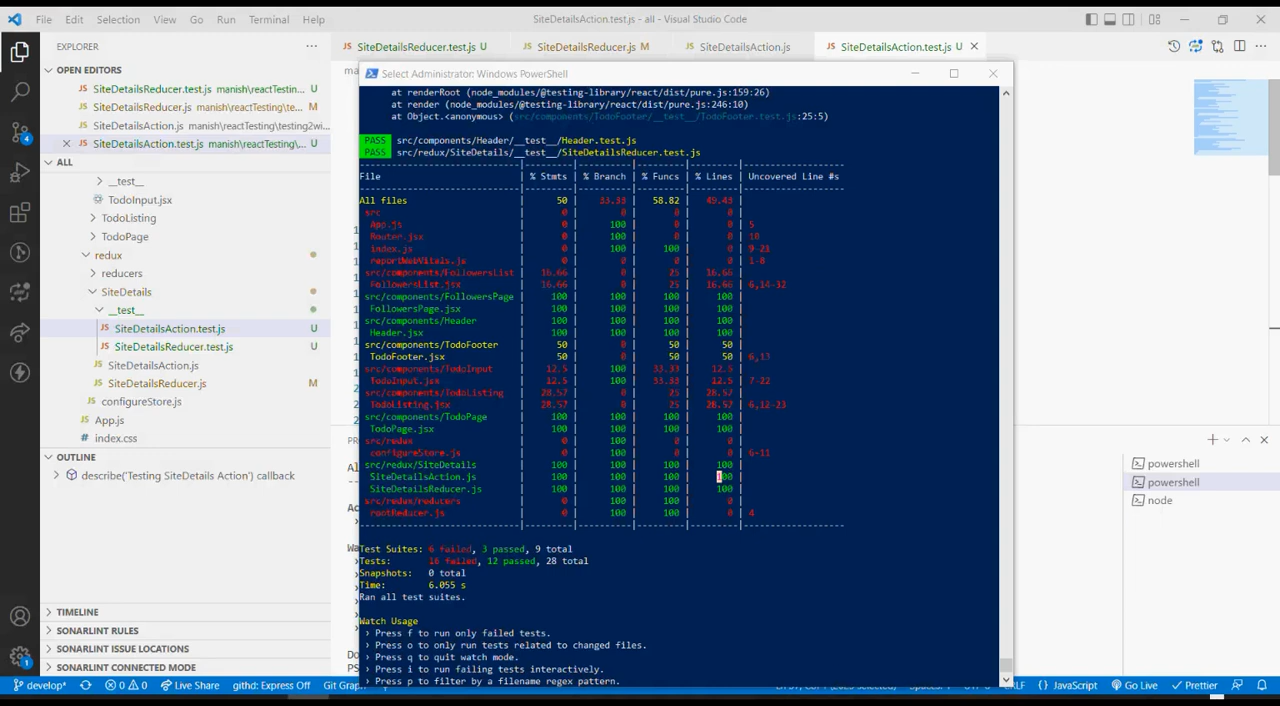 File Edit Selection View Go Run Terminal Help SiteDetailsAction.test.js - all - Visual Studio Code
EXPLORER
OPEN EDITORS
SiteDetailsReducer.test.js manish\reactTesting\...
SiteDetailsReducer.js manish\reactTesting\te... M
SiteDetailsAction.js manish\reactTesting\testing2wi...
SiteDetailsAction.test.js manish\reactTesting\... U
ALL
__test__
TodoInput.jsx
TodoListing
TodoPage
redux
reducers
SiteDetails
__test__
SiteDetailsAction.test.js U
SiteDetailsReducer.test.js U
SiteDetailsAction.js
SiteDetailsReducer.js M
configureStore.js
App.js
index.css
OUTLINE
describe('Testing SiteDetails Action') callback
TIMELINE
SONARLINT RULES
SONARLINT ISSUE LOCATIONS
SONARLINT CONNECTED MODE
SiteDetailsReducer.test.js U SiteDetailsReducer.js M SiteDetailsAction.js SiteDetailsAction.test.js U
Select Administrator: Windows PowerShell
at renderRoot (node_modules/@testing-library/react/dist/pure.js:159:26)
at render (node_modules/@testing-library/react/dist/pure.js:246:10)
at Object.<anonymous> (src/components/TodoFooter/__test__/TodoFooter.test.js:25:5)
PASS src/components/Header/__test__/Header.test.js
PASS src/redux/SiteDetails/__test__/SiteDetailsReducer.test.js
File | % Stmts | % Branch | % Funcs | % Lines | Uncovered Line #s
All files | 50 | 33.33 | 58.82 | 49.43 |
src | 0 | 0 | 0 | 0 |
App.js | 0 | 100 | 0 | 0 | 5
Router.jsx | 0 | 100 | 0 | 0 | 10
index.js | 0 | 100 | 100 | 0 | 9-21
reportWebVitals.js | 0 | 0 | 0 | 0 | 1-8
src/components/FollowersList | 16.66 | 0 | 25 | 16.66 |
FollowersList.jsx | 16.66 | 0 | 25 | 16.66 | 6,14-32
src/components/FollowersPage | 100 | 100 | 100 | 100 |
FollowersPage.jsx | 100 | 100 | 100 | 100 |
src/components/Header | 100 | 100 | 100 | 100 |
Header.jsx | 100 | 100 | 100 | 100 |
src/components/TodoFooter | 50 | 0 | 50 | 50 |
TodoFooter.jsx | 50 | 0 | 50 | 50 | 6,13
src/components/TodoInput | 12.5 | 100 | 33.33 | 12.5 |
TodoInput.jsx | 12.5 | 100 | 33.33 | 12.5 | 7-22
src/components/TodoListing | 28.57 | 0 | 25 | 28.57 |
TodoListing.jsx | 28.57 | 0 | 25 | 28.57 | 6,12-23
src/components/TodoPage | 100 | 100 | 100 | 100 |
TodoPage.jsx | 100 | 100 | 100 | 100 |
src/redux | 0 | 100 | 0 | 0 |
configureStore.js | 0 | 100 | 0 | 0 | 6-11
src/redux/SiteDetails | 100 | 100 | 100 | 100 |
SiteDetailsAction.js | 100 | 100 | 100 | 100 |
SiteDetailsReducer.js | 100 | 100 | 100 | 100 |
src/redux/reducers | 0 | 100 | 100 | 0 |
rootReducer.js | 0 | 100 | 100 | 0 | 4
Test Suites: 6 failed, 3 passed, 9 total
Tests: 16 failed, 12 passed, 28 total
Snapshots: 0 total
Time: 6.055 s
Ran all test suites.
Watch Usage
› Press f to run only failed tests.
› Press o to only run tests related to changed files.
› Press q to quit watch mode.
› Press i to run failing tests interactively.
› Press p to filter by a filename regex pattern.
powershell
powershell
node
develop* 0 0 Live Share githd: Express Off Git Graph CRLF JavaScript Go Live Prettier